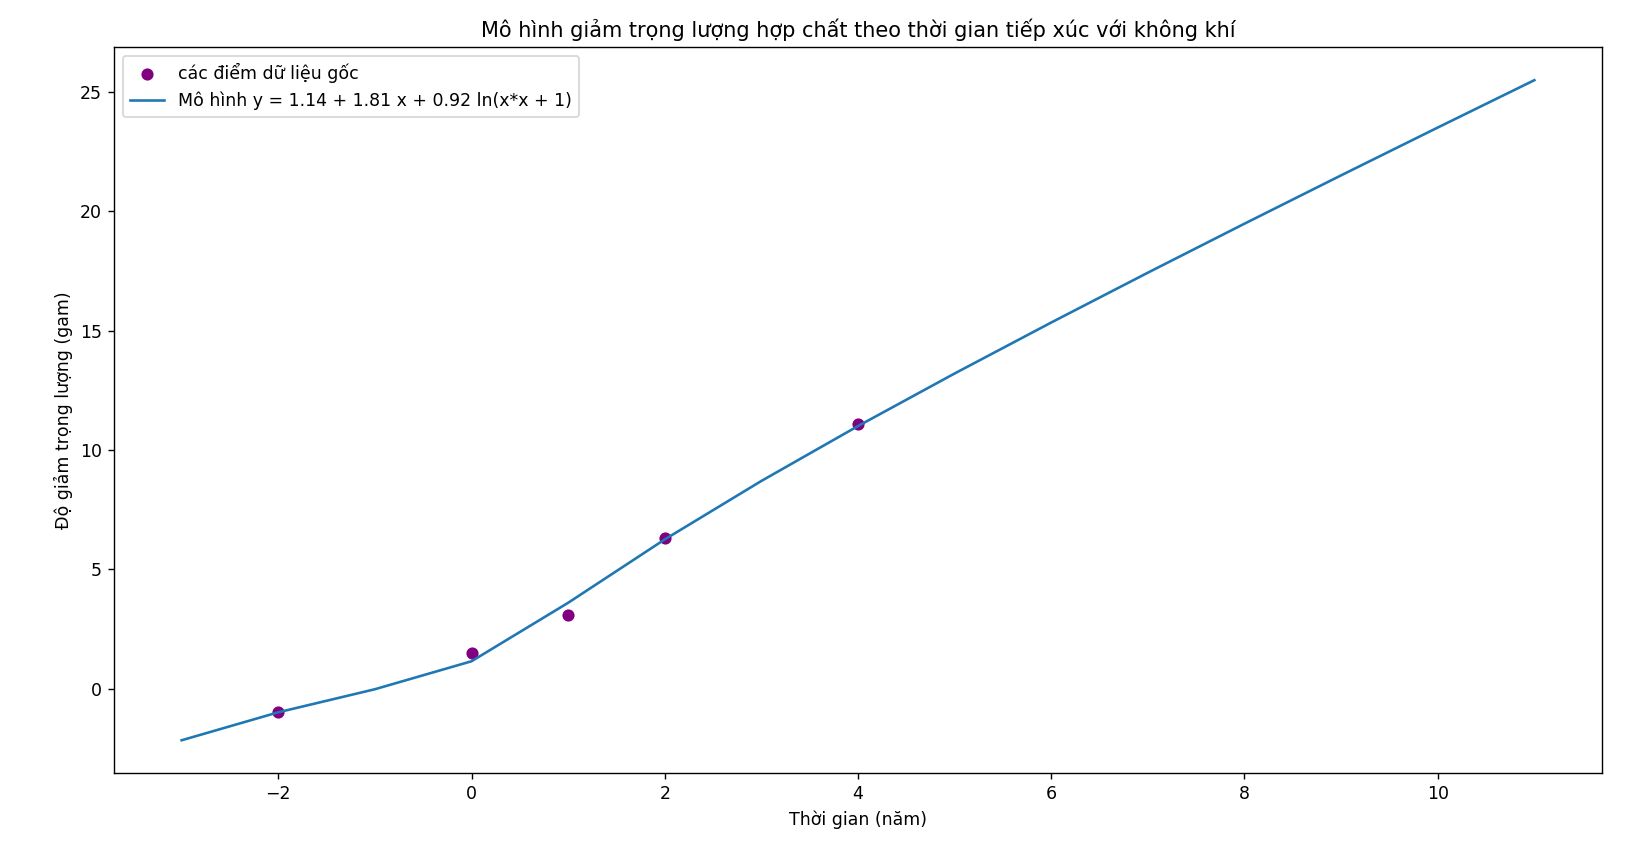 Mô hình giảm trọng lượng hợp chất theo thời gian tiếp xúc với không khí
các điểm dữ liệu gốc
Mô hình y = 1.14 + 1.81 x + 0.92 ln(x*x + 1)
25
20
15
10
5
0
Độ giảm trọng lượng (gam)
−2
0
2
4
6
8
10
Thời gian (năm)